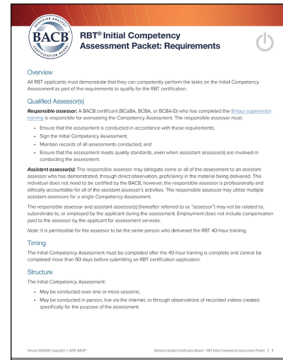 BACB
RBT® Initial Competency
Assessment Packet: Requirements
Overview
All RBT applicants must demonstrate that they can competently perform the tasks on the Initial Competency
Assessment as part of the requirements to qualify for the RBT certification.
Qualified Assessor(s)
Responsible assessor: A BACB certificant (BCaBA, BCBA, or BCBA-D) who has completed the 8-hour supervision
training is responsible for overseeing the Competency Assessment. The responsible assessor must:
• Ensure that the assessment is conducted in accordance with these requirements;
• Sign the Initial Competency Assessment;
• Maintain records of all assessments conducted; and
• Ensure that the assessment meets quality standards, even when assistant assessor(s) are involved in
conducting the assessment.
Assistant assessor(s): The responsible assessor may delegate some or all of the assessment to an assistant
assessor who has demonstrated, through direct observation, proficiency in the material being delivered. This
individual does not need to be certified by the BACB; however, the responsible assessor is professionally and
ethically accountable for all of the assistant assessor's activities. The responsible assessor may utilize multiple
assistant assessors for a single Competency Assessment.
The responsible assessor and assistant assessor(s) (hereafter referred to as "assessor") may not be related to,
subordinate to, or employed by the applicant during the assessment. Employment does not include compensation
paid to the assessor by the applicant for assessment services.
Note: It is permissible for the assessor to be the same person who delivered the RBT 40-hour training.
Timing
The Initial Competency Assessment must be completed after the 40-hour training is complete and cannot be
completed more than 90 days before submitting an RBT certification application.
Structure
The Initial Competency Assessment:
• May be conducted over one or more sessions.
• May be conducted in person, live via the internet, or through observations of recorded videos created
specifically for the purpose of the assessment.